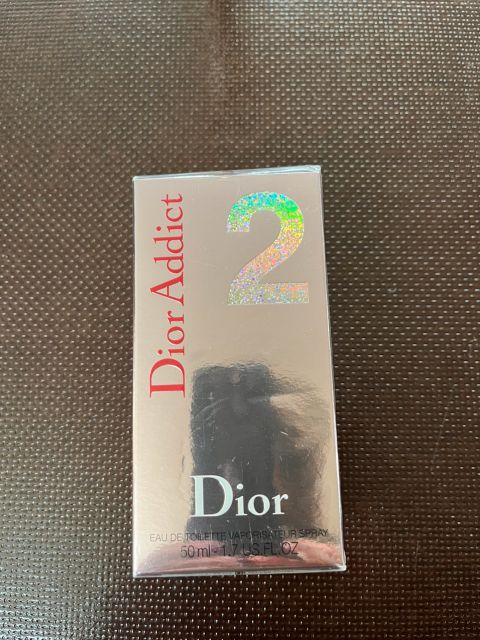 Dior Addict
2
Dior
EAU DE TOILETTE VAPORISATEUR SPRAY
50 ml - 1.7 US.FL.OZ